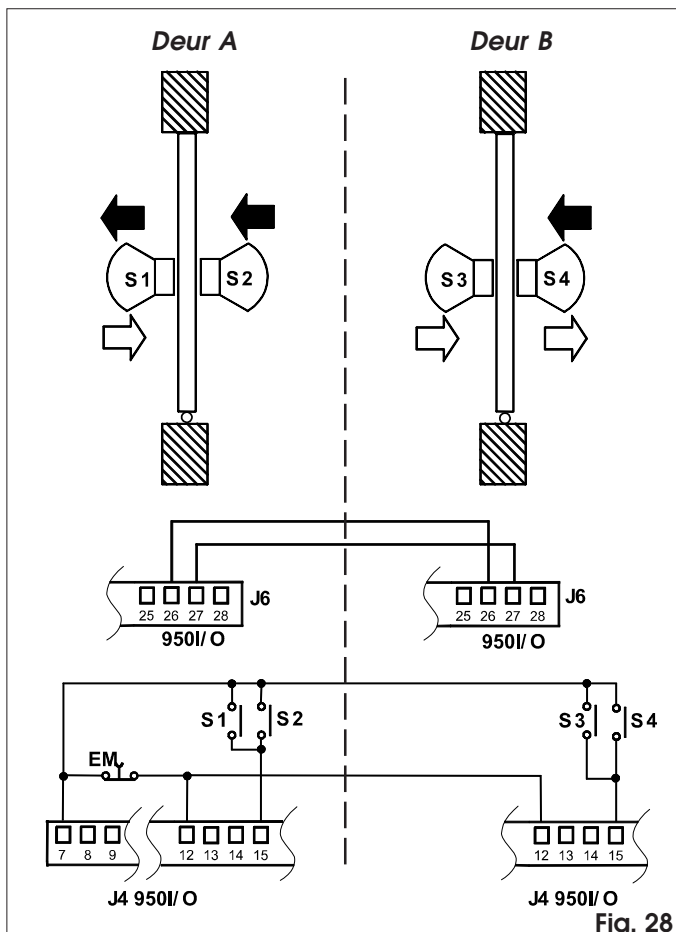 Deur A Deur B
S1 S2 S3 S4
J6 J6
25 26 27 28 25 26 27 28
950I/O 950I/O
S1 S2 S3 S4
EM
7 8 9 12 13 14 15 12 13 14 15
J4 950I/O J4 950I/O
Fig. 28